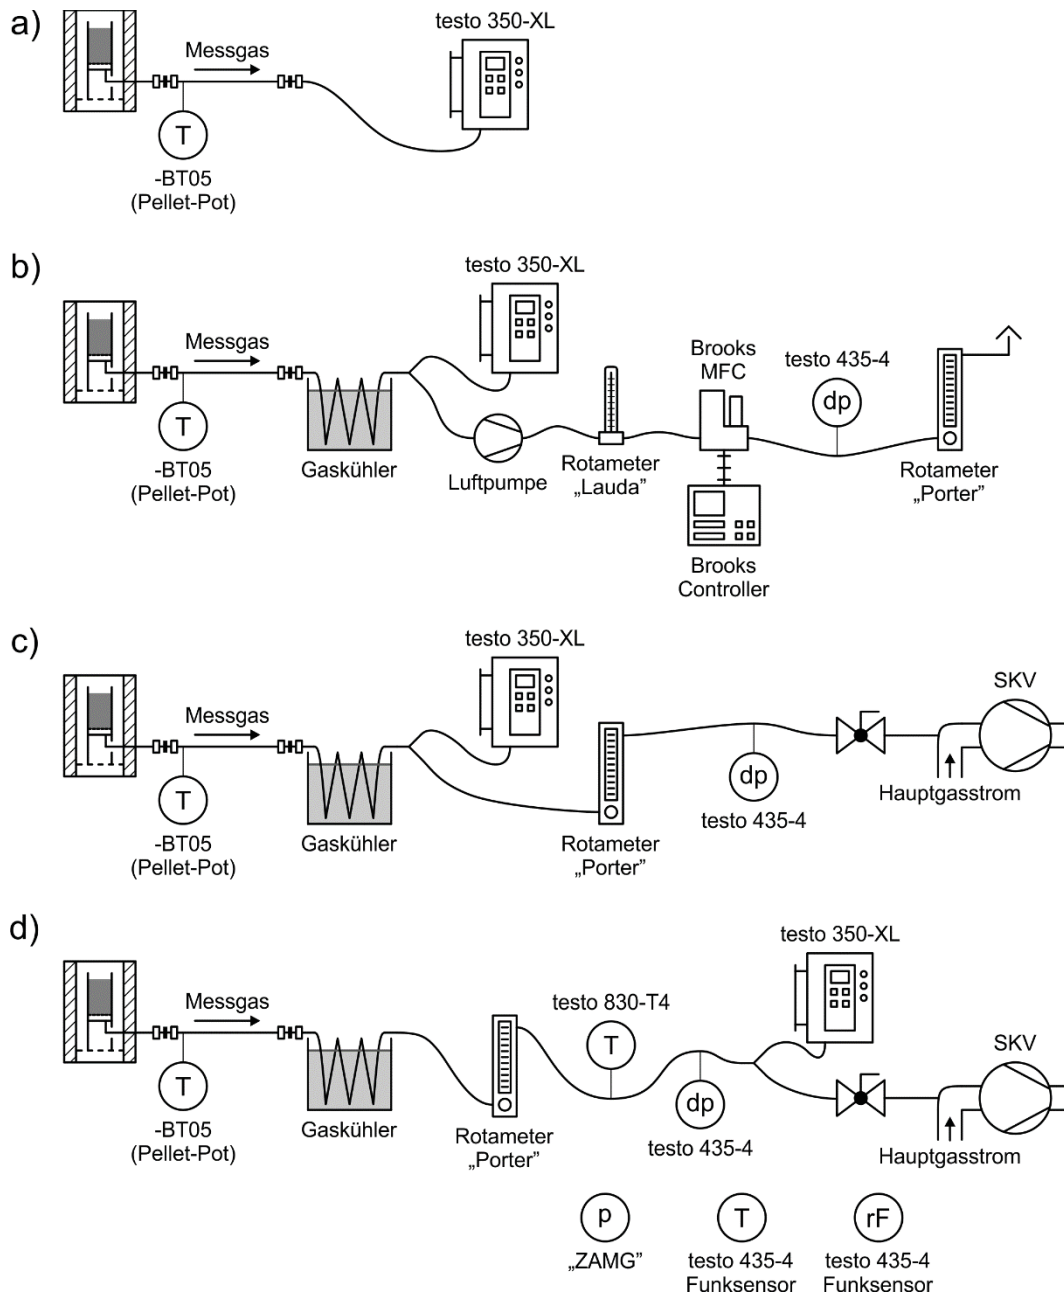 a)
testo 350-XL
Messgas
T
-BT05
(Pellet-Pot)
b)
testo 350-XL
Messgas
T
-BT05
(Pellet-Pot)
Gaskühler
Luftpumpe
Rotameter
„Lauda”
Brooks
MFC
Brooks
Controller
testo 435-4
dp
Rotameter
„Porter”
c)
testo 350-XL
Messgas
T
-BT05
(Pellet-Pot)
Gaskühler
Rotameter
„Porter”
dp
testo 435-4
SKV
Hauptgasstrom
d)
testo 350-XL
Messgas
T
-BT05
(Pellet-Pot)
Gaskühler
Rotameter
„Porter”
testo 830-T4
T
dp
testo 435-4
SKV
Hauptgasstrom
p
„ZAMG”
T
testo 435-4
Funksensor
rF
testo 435-4
Funksensor